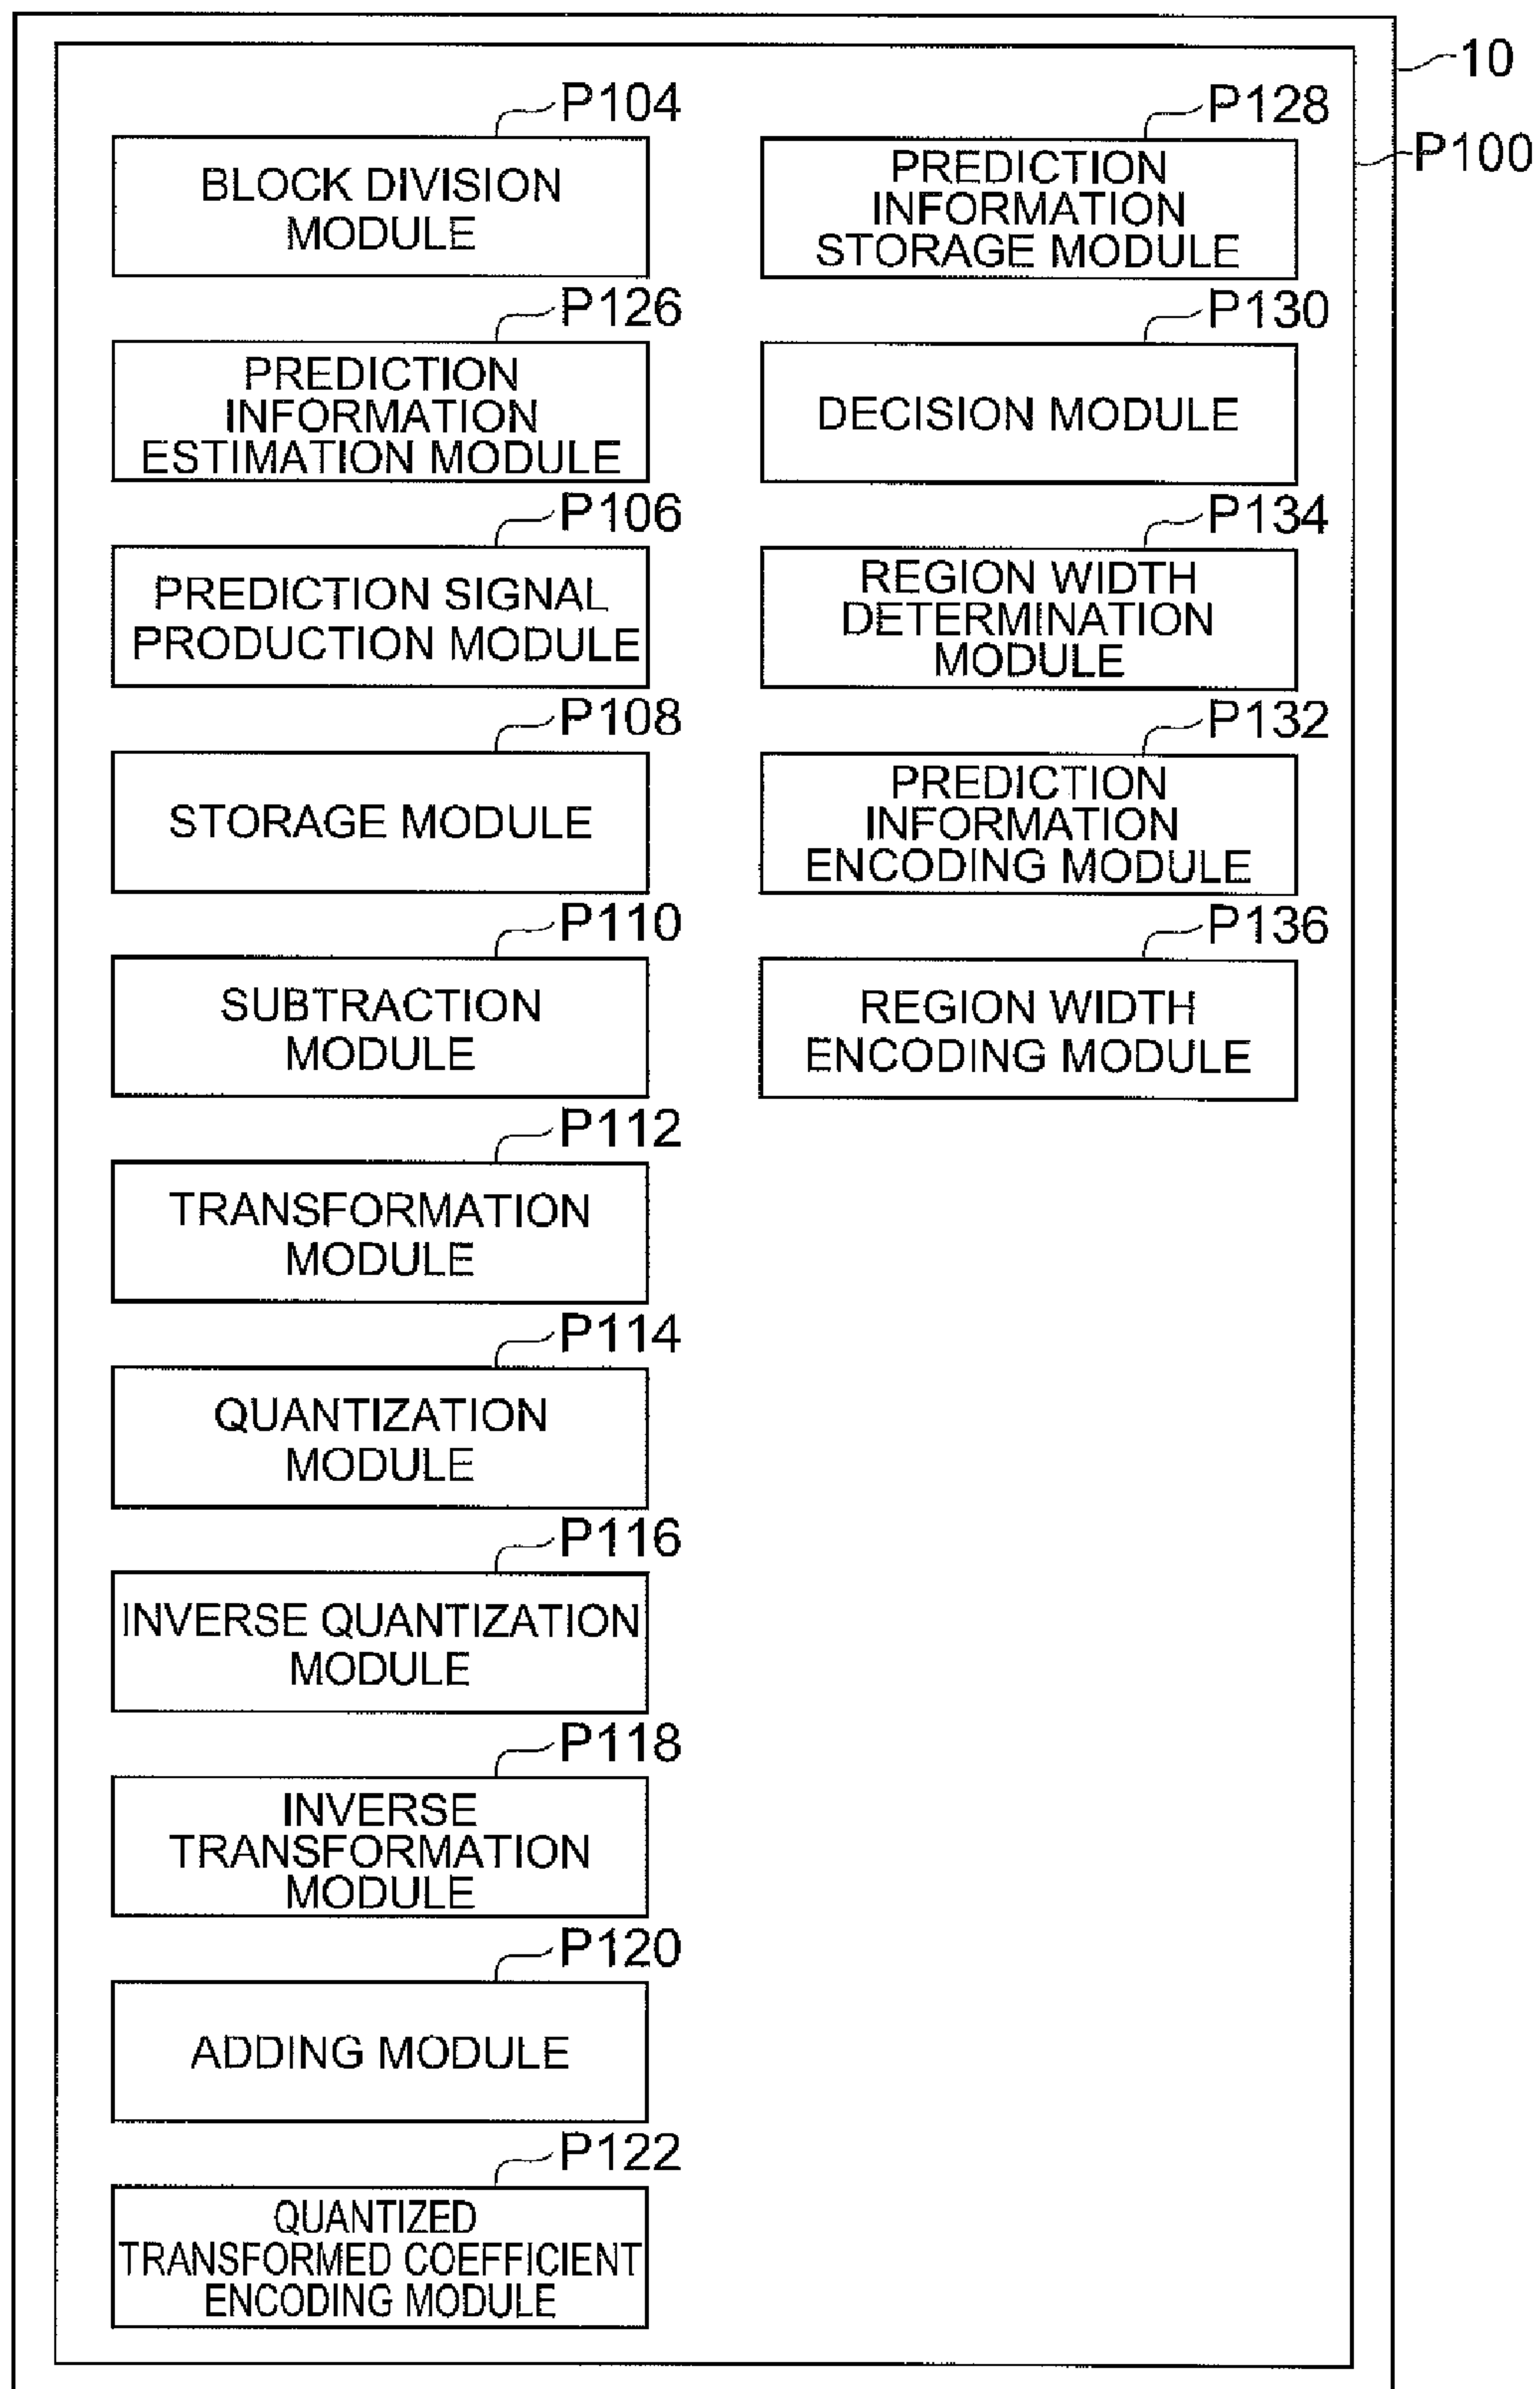 10
P100
P104
BLOCK DIVISION
MODULE
P126
PREDICTION
INFORMATION
ESTIMATION MODULE
P106
PREDICTION SIGNAL
PRODUCTION MODULE
P108
STORAGE MODULE
P110
SUBTRACTION
MODULE
P112
TRANSFORMATION
MODULE
P114
QUANTIZATION
MODULE
P116
INVERSE QUANTIZATION
MODULE
P118
INVERSE
TRANSFORMATION
MODULE
P120
ADDING MODULE
P122
QUANTIZED
TRANSFORMED COEFFICIENT
ENCODING MODULE
P128
PREDICTION
INFORMATION
STORAGE MODULE
P130
DECISION MODULE
P134
REGION WIDTH
DETERMINATION
MODULE
P132
PREDICTION
INFORMATION
ENCODING MODULE
P136
REGION WIDTH
ENCODING MODULE